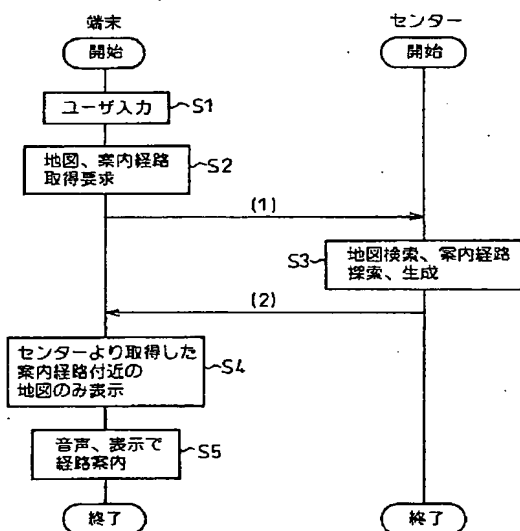 端末
センター
開始
開始
ユーザ入力
S1
地図、案内経路
取得要求
S2
(1)
S3
地図検索、案内経路
探索、生成
(2)
センターより取得した
案内経路付近の
地図のみ表示
S4
音声、表示で
経路案内
S5
終了
終了